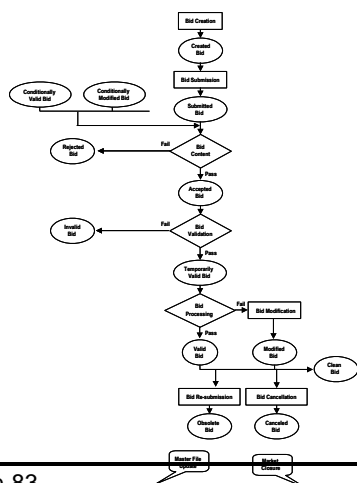 Bid Creation
Created
Bid
Bid Submission
Conditionally
Valid Bid
Conditionally
Modified Bid
Submitted
Bid
Rejected
Bid
Fail
Bid
Content
Pass
Accepted
Bid
Invalid
Bid
Fail
Bid
Validation
Pass
Temporarily
Valid Bid
Bid
Processing
Fail
Bid Modification
Pass
Valid
Bid
Modified
Bid
Clean
Bid
Bid Re-submission
Bid Cancellation
Obsolete
Bid
Canceled
Bid
Master File
Update
Market
Closure
83